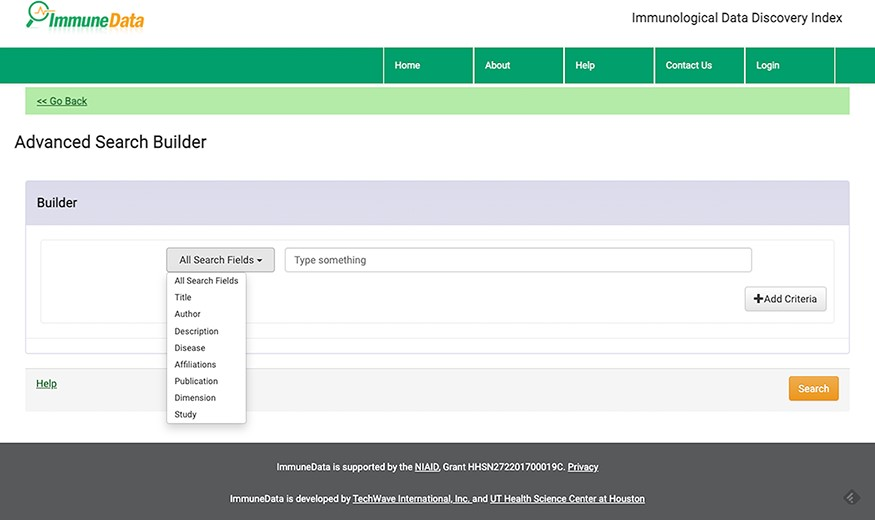 ImmuneData
Immunological Data Discovery Index
Home About Help Contact Us Login
<< Go Back
Advanced Search Builder
Builder
All Search Fields Type something
All Search Fields
Title
Author
Description
Disease
Affiliations
Publication
Dimension
Study
+Add Criteria
Help
Search
ImmuneData is supported by the NIAID, Grant HHSN272201700019C. Privacy
ImmuneData is developed by TechWave International, Inc. and UT Health Science Center at Houston